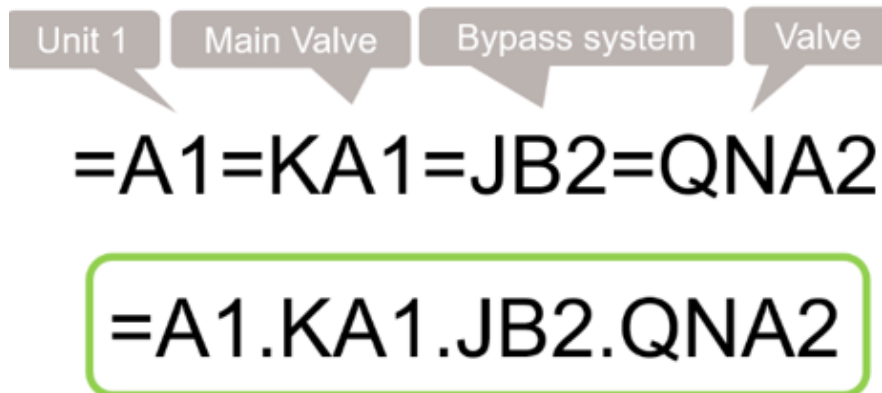 Unit 1 Main Valve Bypass system Valve
=A1=KA1=JB2=QNA2
=A1.KA1.JB2.QNA2